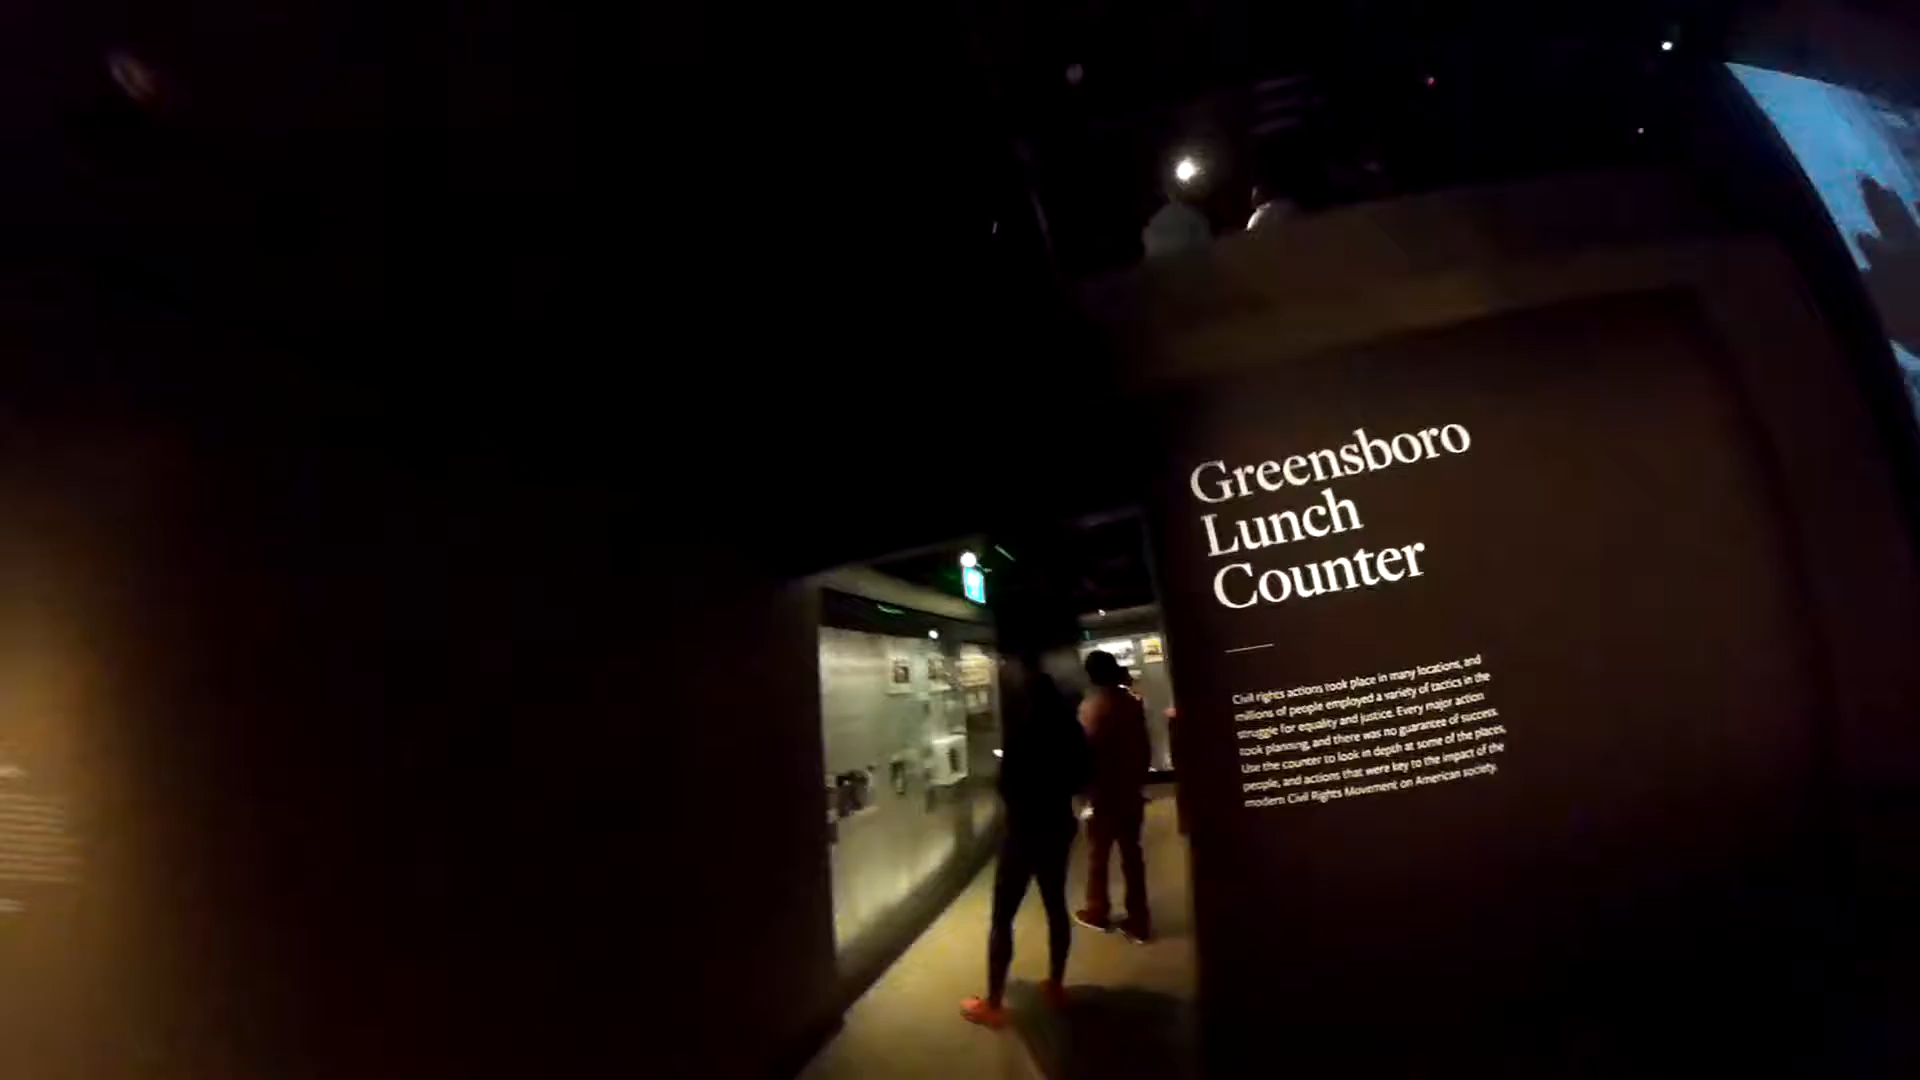 Greensboro
Lunch
Counter
Civil rights actions took place in many locations, and
millions of people employed a variety of tactics in the
struggle for equality and justice. Every major action
took planning, and there was no guarantee of success.
Use the counter to look in depth at some of the places,
people, and actions that were key to the impact of the
modern Civil Rights Movement on American society.